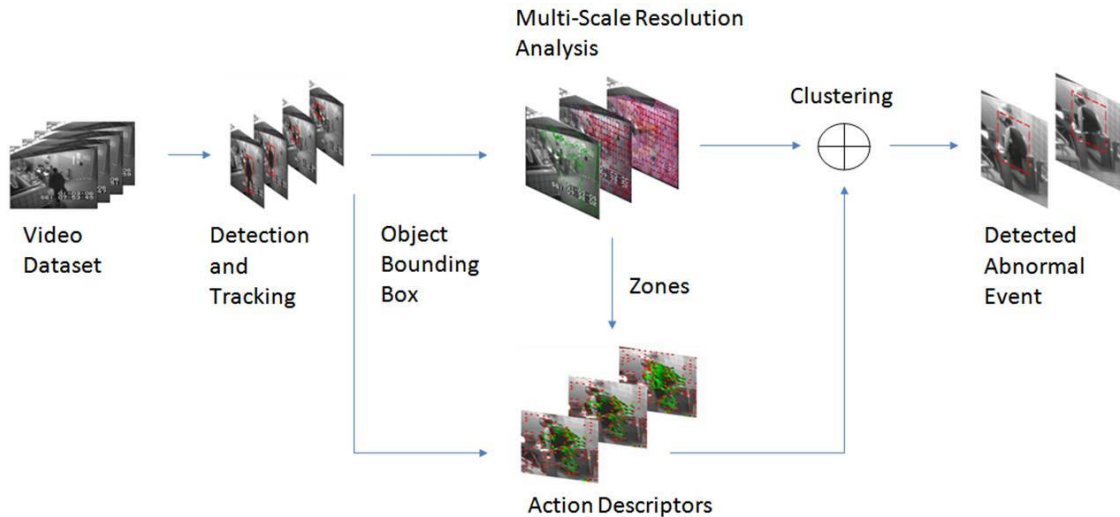 Multi-Scale Resolution
Analysis
Clustering
Video
Dataset
Detection
and
Tracking
Object
Bounding
Box
Zones
Detected
Abnormal
Event
Action Descriptors